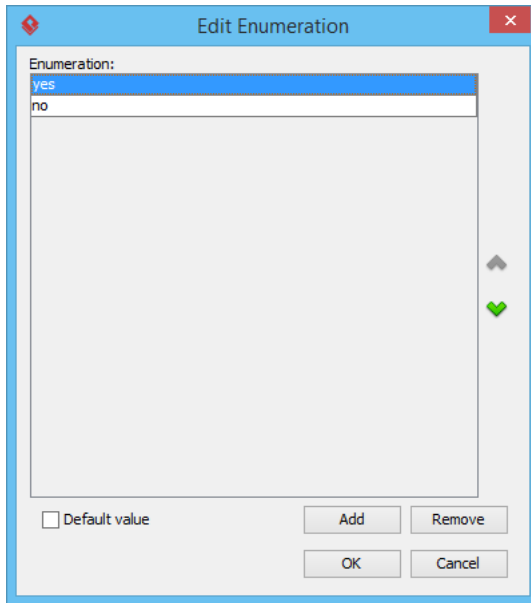 Edit Enumeration
Enumeration:
yes
no
Default value
Add
Remove
OK
Cancel